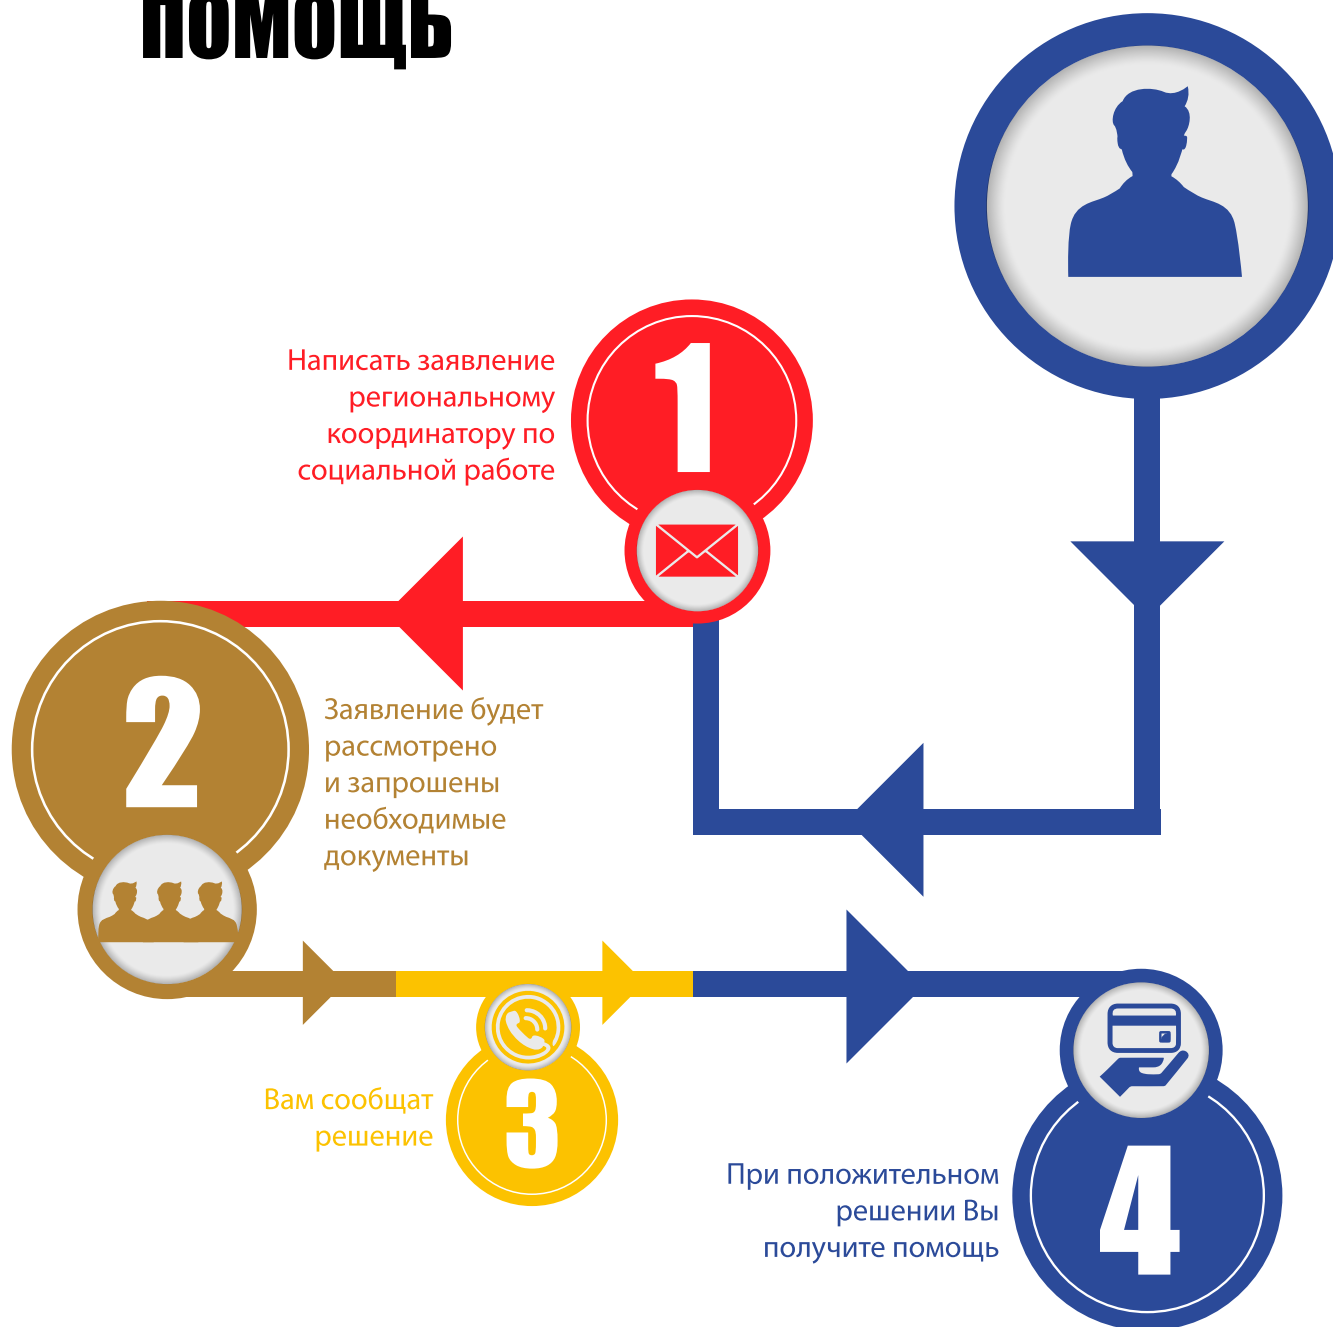 ПОМОЩЬ
1
Написать заявление
региональному
координатору по
социальной работе
2
Заявление будет
рассмотрено
и запрошены
необходимые
документы
3
Вам сообщат
решение
4
При положительном
решении Вы
получите помощь